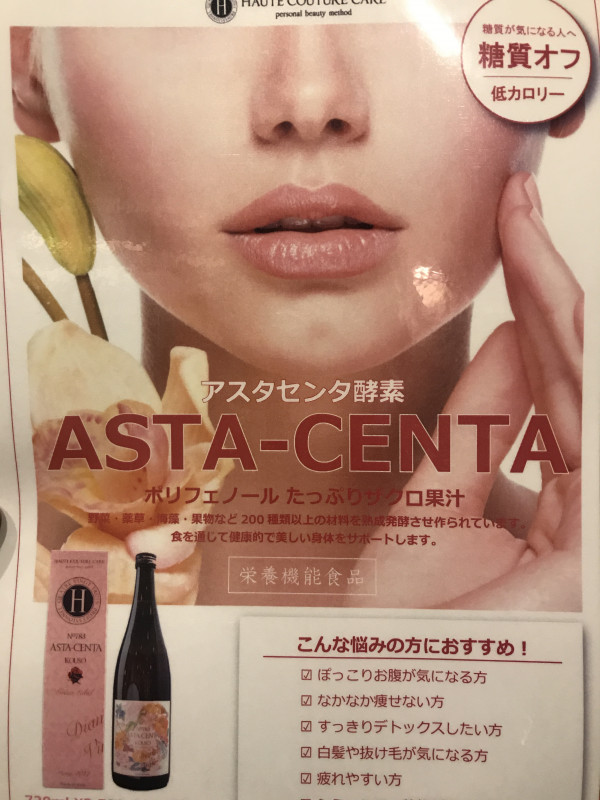 H HAUTE COUTURE CARE
personal beauty method
糖質が気になる人へ
糖質オフ
低カロリー
アスタセンタ酵素
ASTA-CENTA
ポリフェノール たっぷりザクロ果汁
野菜・薬草・海藻・果物など 200 種類以上の材料を熟成発酵させ作られています。
食を通じて健康的で美しい身体をサポートします。
栄養機能食品
HAUTE COUTURE CARE
H
ASTA-CENTA
KOUSO
こんな悩みの方におすすめ！
☑ ぽっこりお腹が気になる方
☑ なかなか痩せない方
☑ すっきりデトックスしたい方
☑ 白髪や抜け毛が気になる方
☑ 疲れやすい方